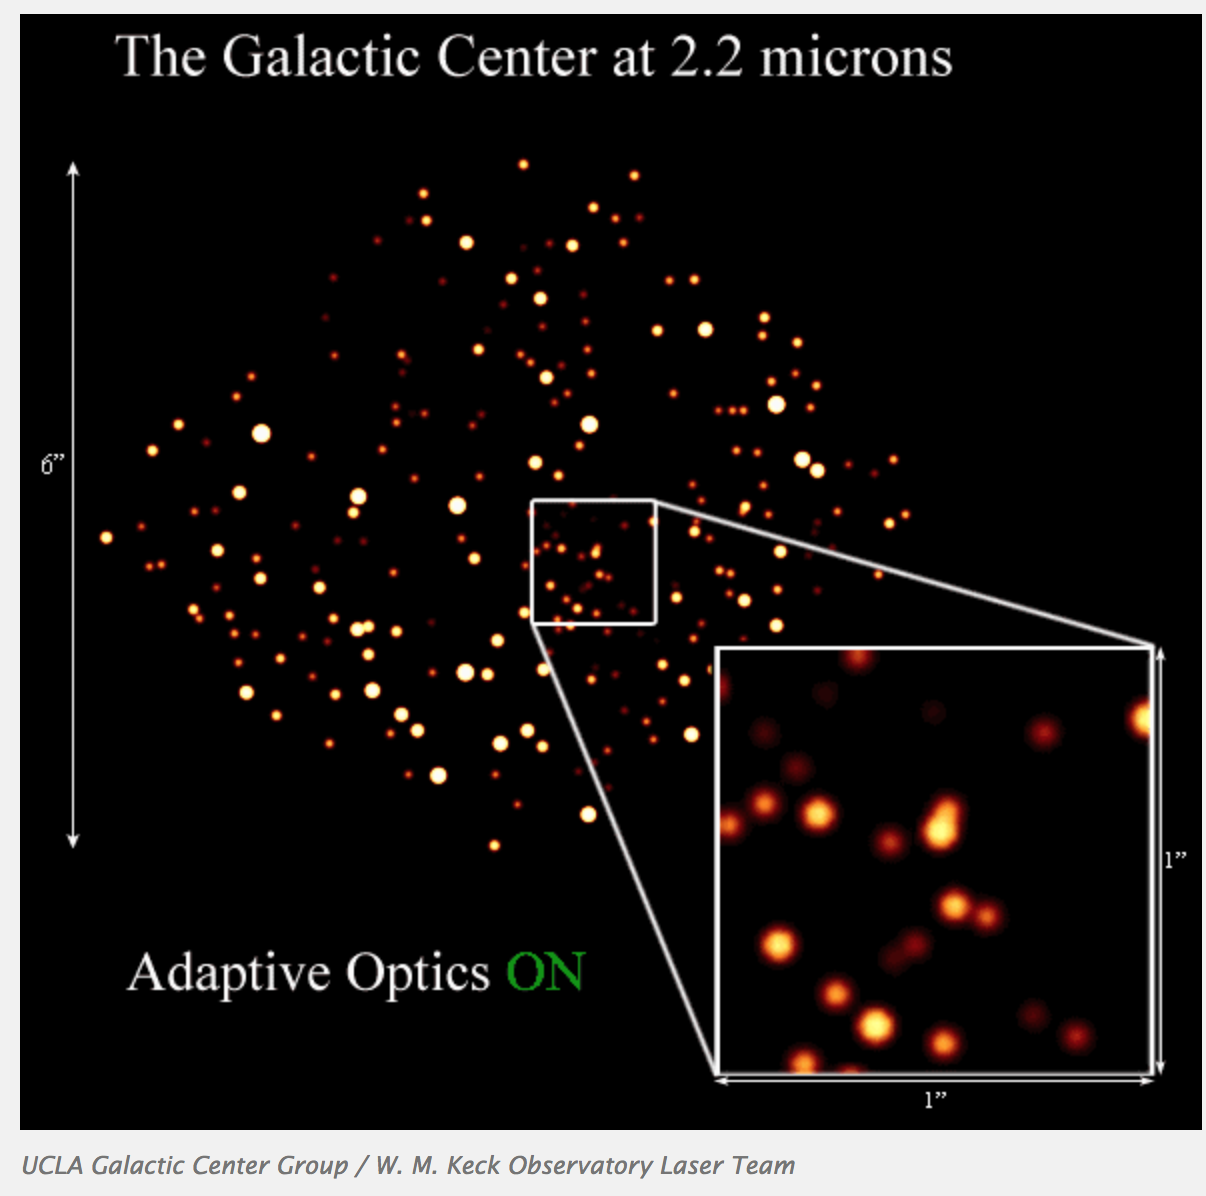 The Galactic Center at 2.2 microns
6”
1”
Adaptive Optics ON
1”
UCLA Galactic Center Group / W. M. Keck Observatory Laser Team